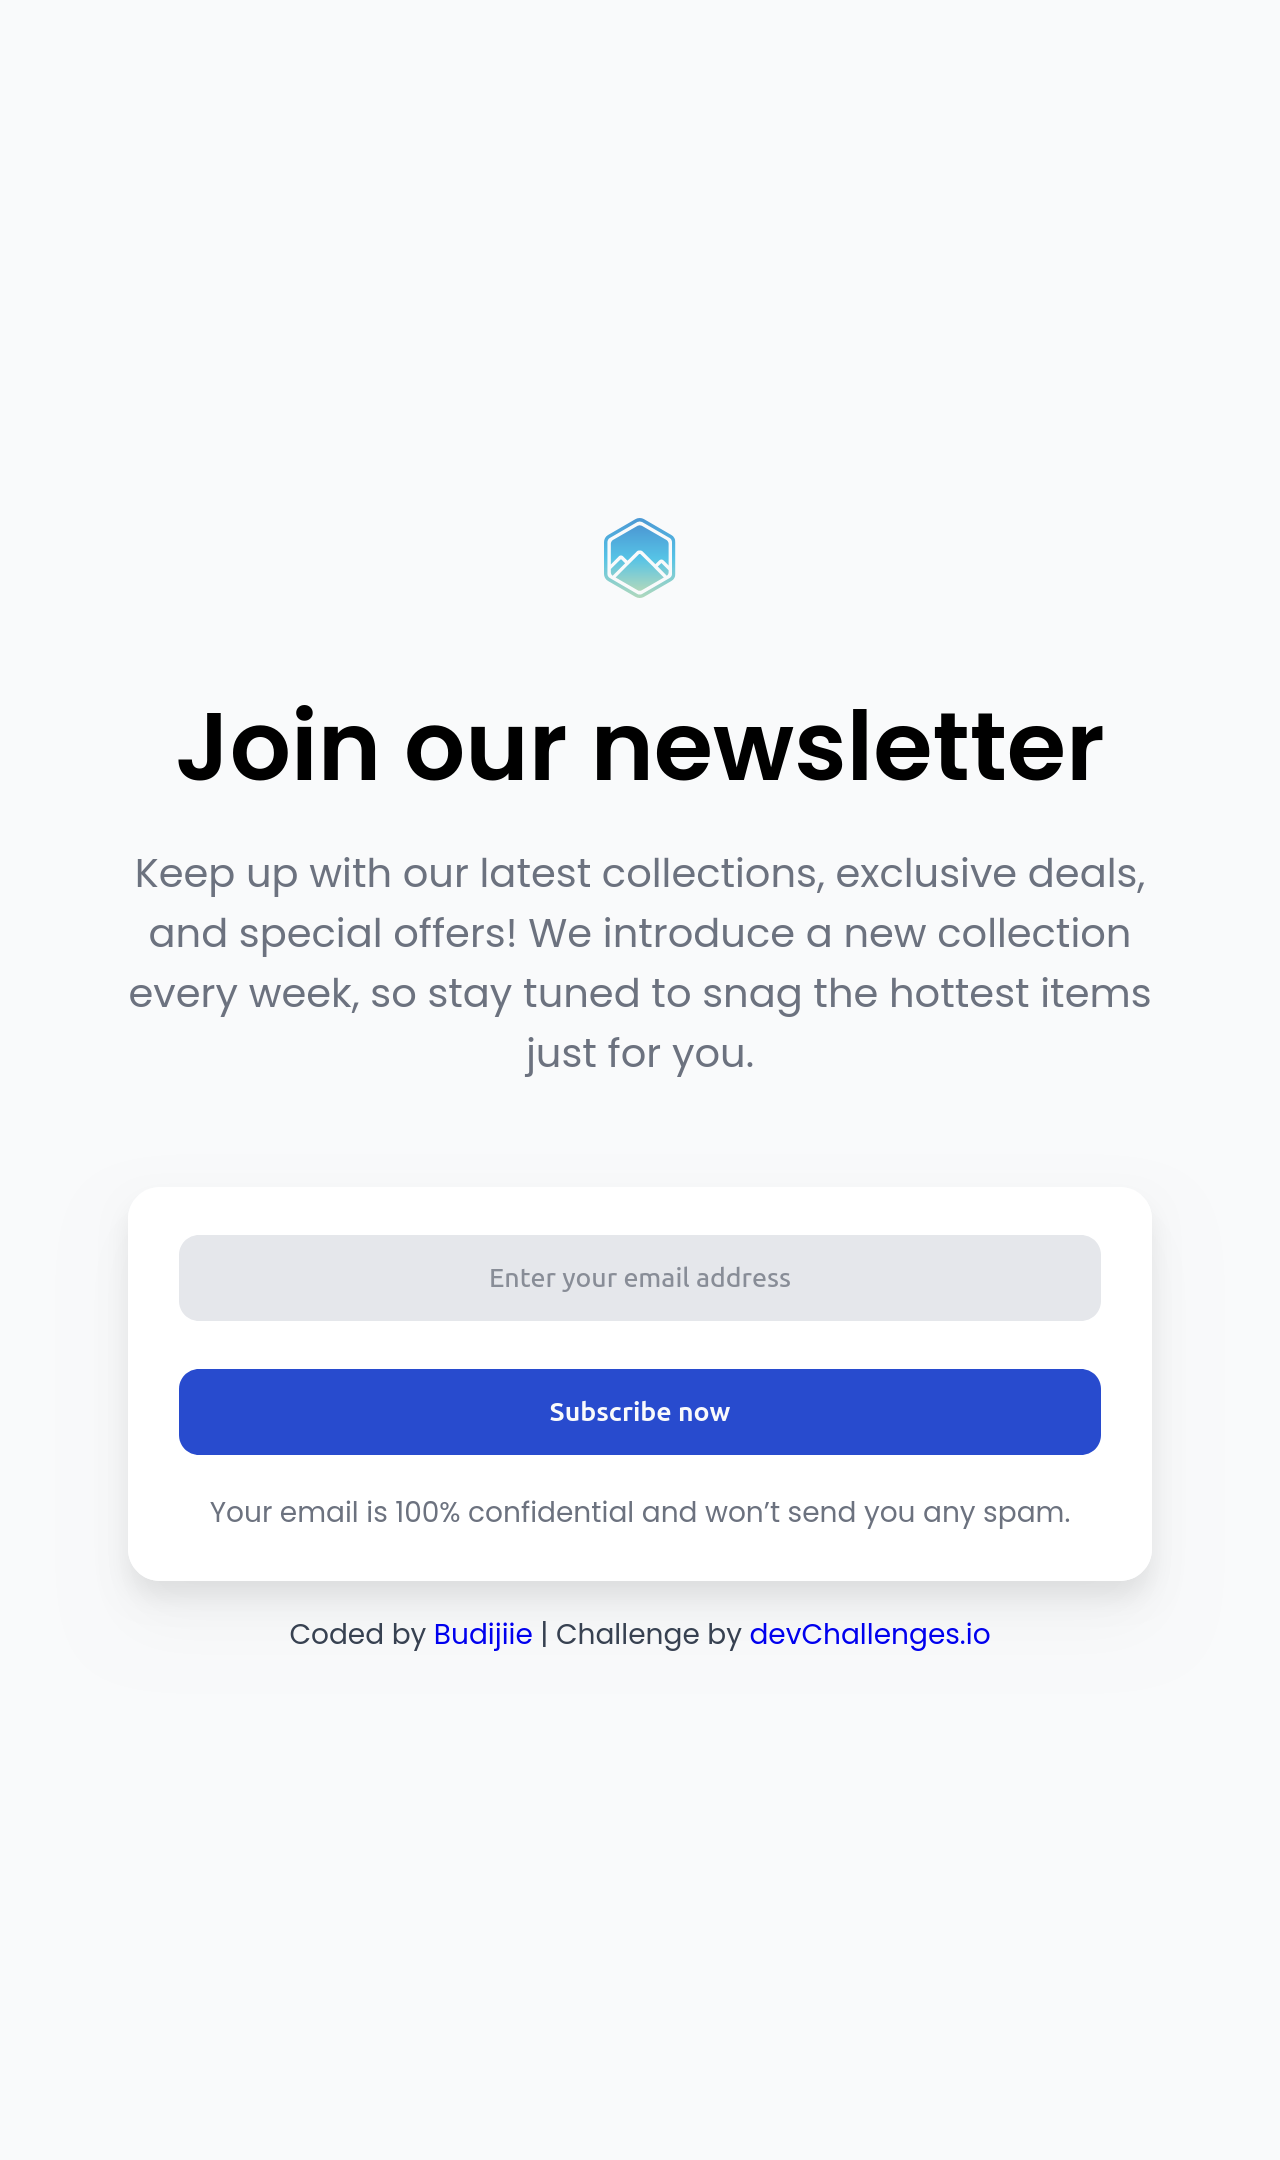 Join our newsletter
Keep up with our latest collections, exclusive deals,
and special offers! We introduce a new collection
every week, so stay tuned to snag the hottest items
just for you.
Enter your email address
Subscribe now
Your email is 100% confidential and won’t send you any spam.
Coded by Budijiie | Challenge by devChallenges.io